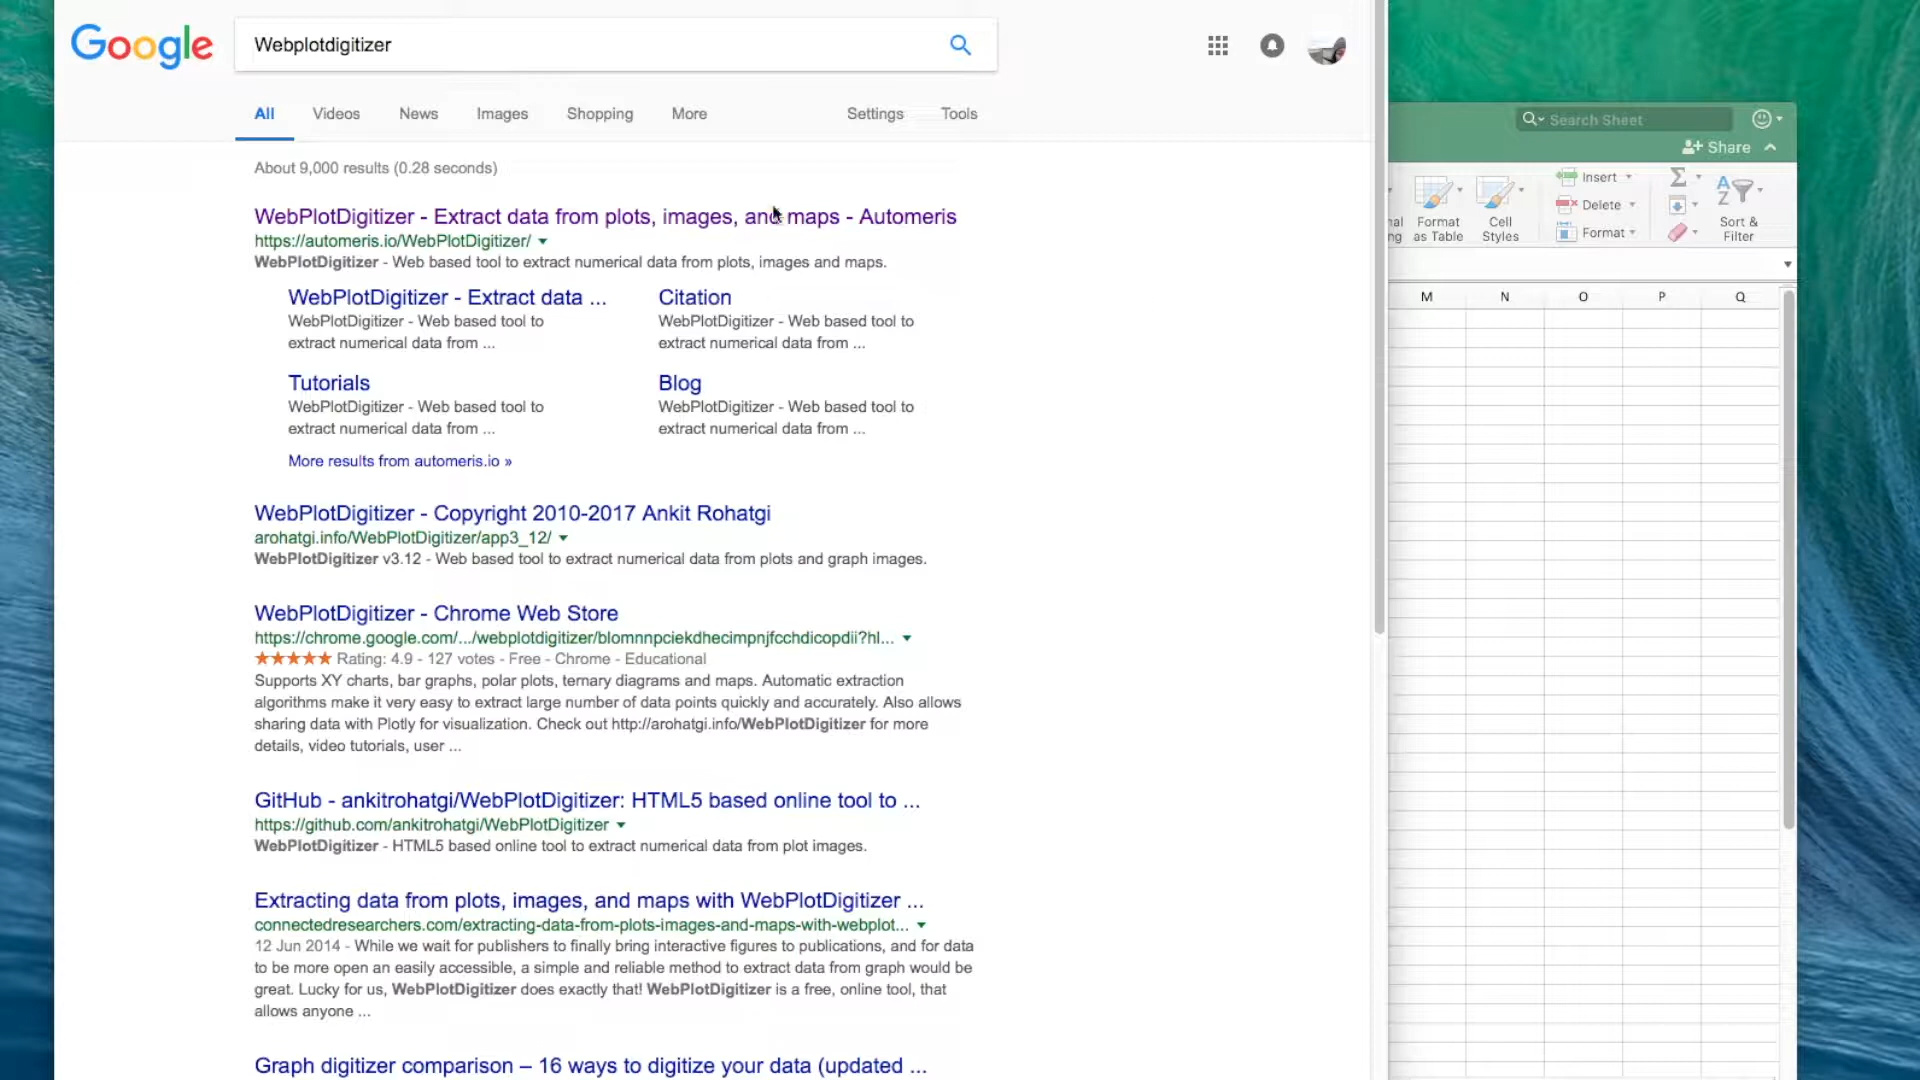 Google
Webplotdigitizer
All Videos News Images Shopping More Settings Tools
About 9,000 results (0.28 seconds)
WebPlotDigitizer - Extract data from plots, images, and maps - Automeris
https://automeris.io/WebPlotDigitizer/
WebPlotDigitizer - Web based tool to extract numerical data from plots, images and maps.
WebPlotDigitizer - Extract data ...
WebPlotDigitizer - Web based tool to
extract numerical data from ...
Citation
WebPlotDigitizer - Web based tool to
extract numerical data from ...
Tutorials
WebPlotDigitizer - Web based tool to
extract numerical data from ...
Blog
WebPlotDigitizer - Web based tool to
extract numerical data from ...
More results from automeris.io »
WebPlotDigitizer - Copyright 2010-2017 Ankit Rohatgi
arohatgi.info/WebPlotDigitizer/app3_12/
WebPlotDigitizer v3.12 - Web based tool to extract numerical data from plots and graph images.
WebPlotDigitizer - Chrome Web Store
https://chrome.google.com/.../webplotdigitizer/blomnnpciekdhecimpnjfcchdicopdii?hl...
Rating: 4.9 - 127 votes - Free - Chrome - Educational
Supports XY charts, bar graphs, polar plots, ternary diagrams and maps. Automatic extraction
algorithms make it very easy to extract large number of data points quickly and accurately. Also allows
sharing data with Plotly for visualization. Check out http://arohatgi.info/WebPlotDigitizer for more
details, video tutorials, user ...
GitHub - ankitrohatgi/WebPlotDigitizer: HTML5 based online tool to ...
https://github.com/ankitrohatgi/WebPlotDigitizer
WebPlotDigitizer - HTML5 based online tool to extract numerical data from plot images.
Extracting data from plots, images, and maps with WebPlotDigitizer ...
connectedresearchers.com/extracting-data-from-plots-images-and-maps-with-webplot...
12 Jun 2014 - While we wait for publishers to finally bring interactive figures to publications, and for data
to be more open an easily accessible, a simple and reliable method to extract data from graph would be
great. Lucky for us, WebPlotDigitizer does exactly that! WebPlotDigitizer is a free, online tool, that
allows anyone ...
Graph digitizer comparison – 16 ways to digitize your data (updated ...
Search Sheet
Share
Format
as Table
Cell
Styles
Insert
Delete
Format
Sort &
Filter
M N O P Q